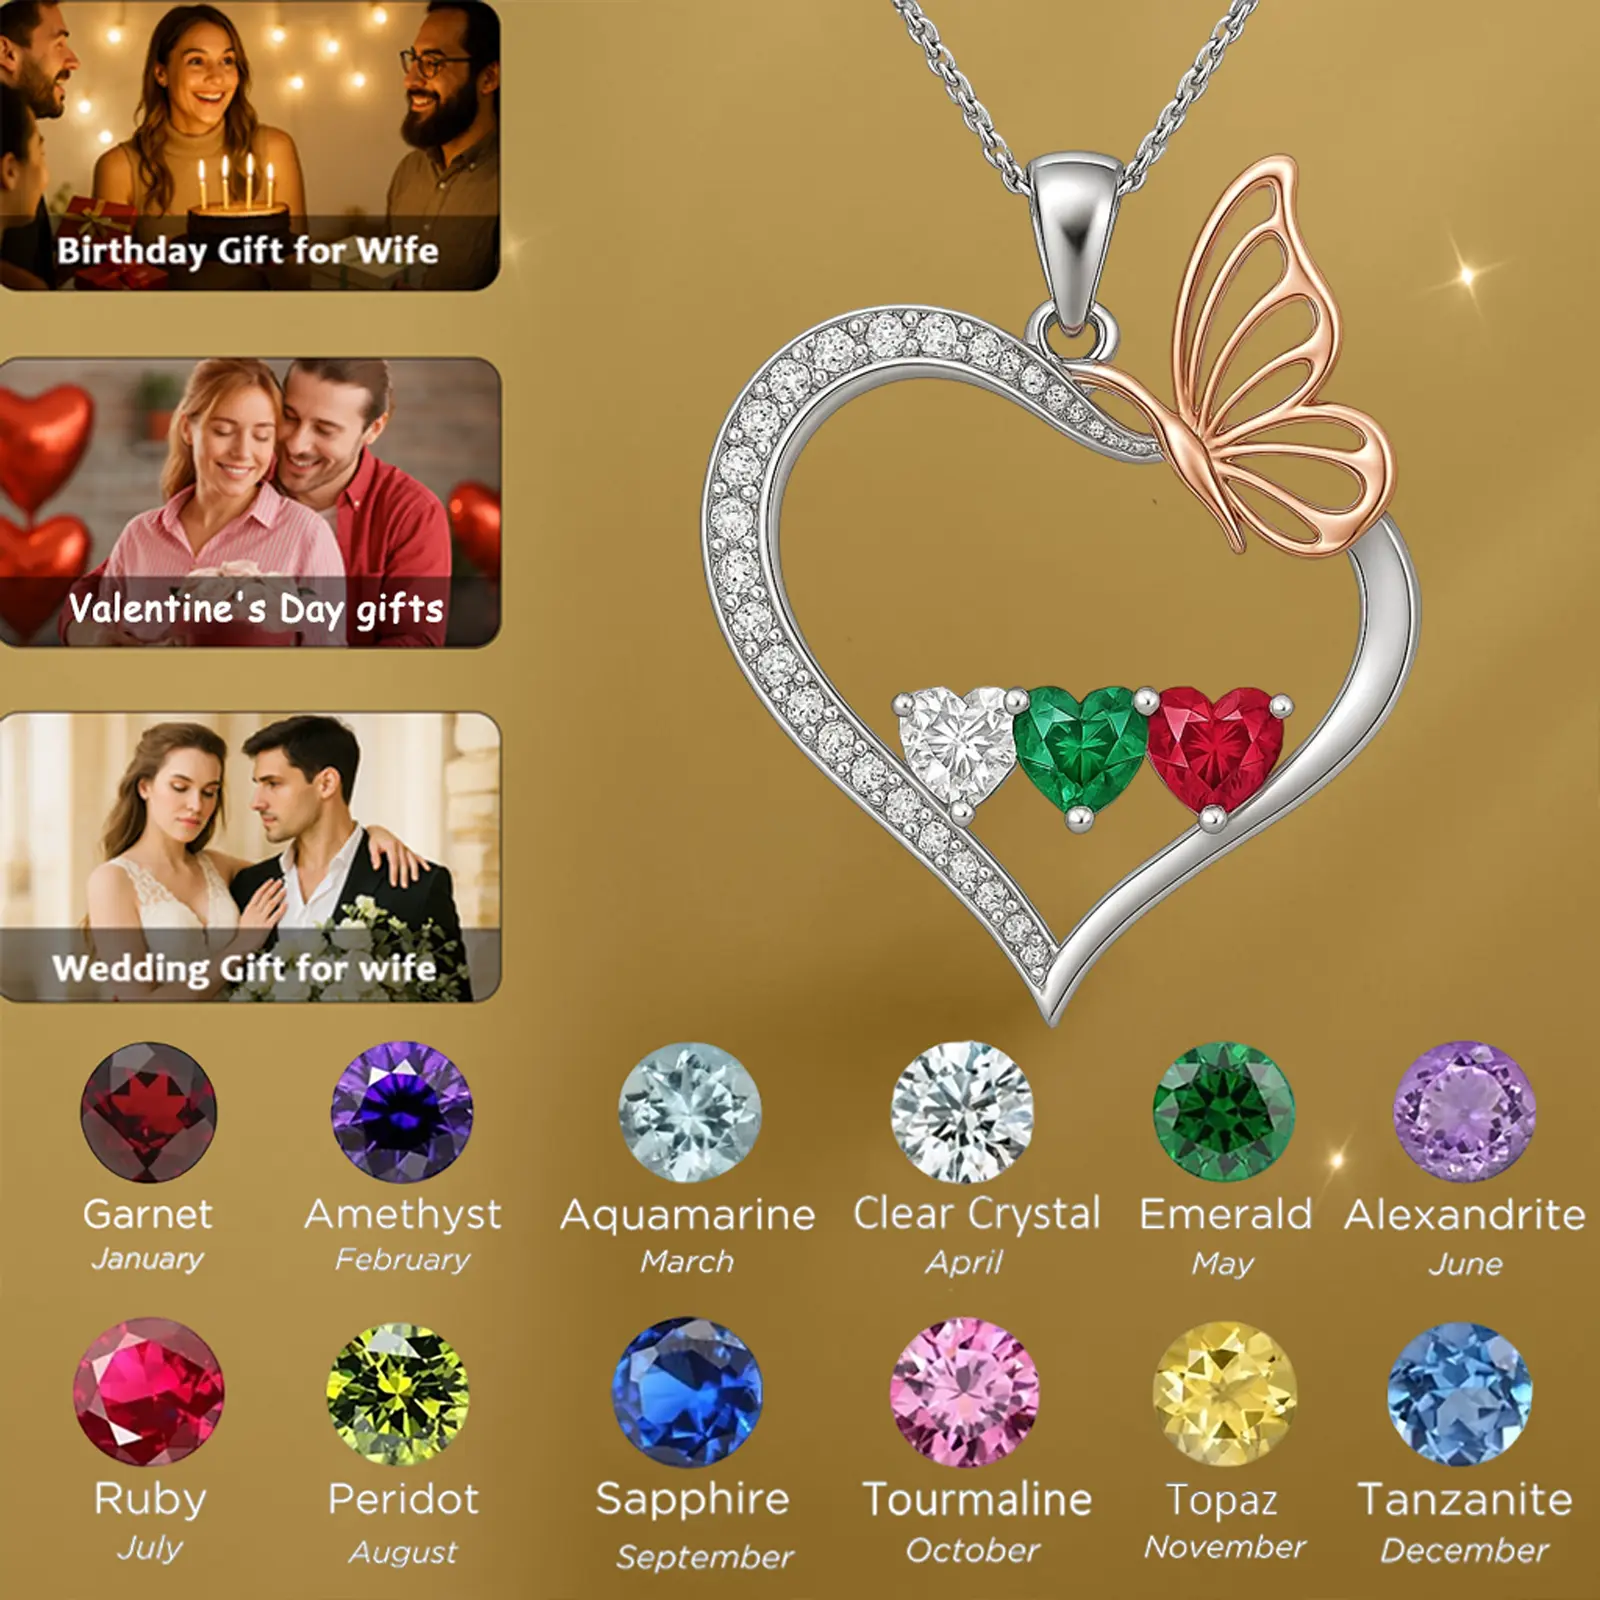 Birthday Gift for Wife
Valentine's Day gifts
Wedding Gift for wife
Garnet
January
Amethyst
February
Aquamarine
March
Clear Crystal
April
Emerald
May
Alexandrite
June
Ruby
July
Peridot
August
Sapphire
September
Tourmaline
October
Topaz
November
Tanzanite
December